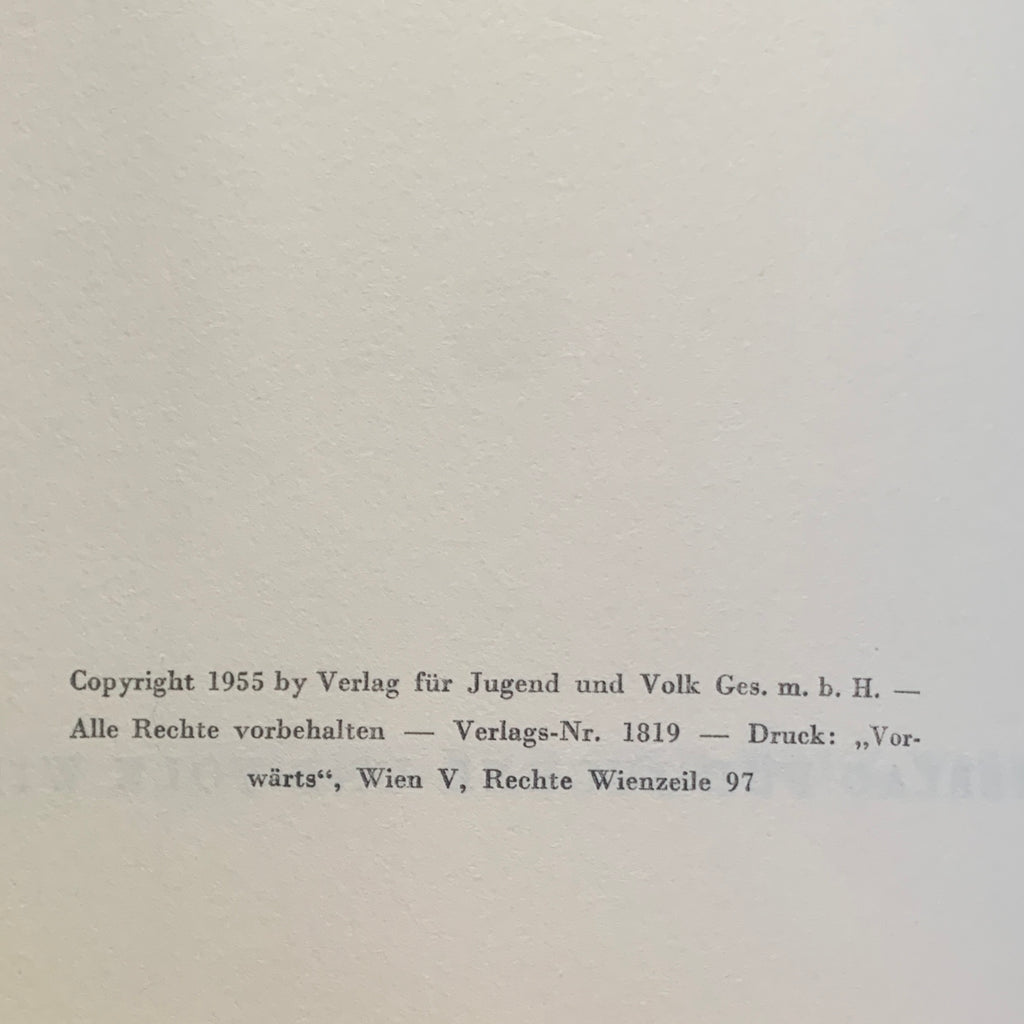 Copyright 1955 by Verlag für Jugend und Volk Ges. m. b. H. —
Alle Rechte vorbehalten — Verlags-Nr. 1819 — Druck: „Vor-
wärts“, Wien V, Rechte Wienzeile 97